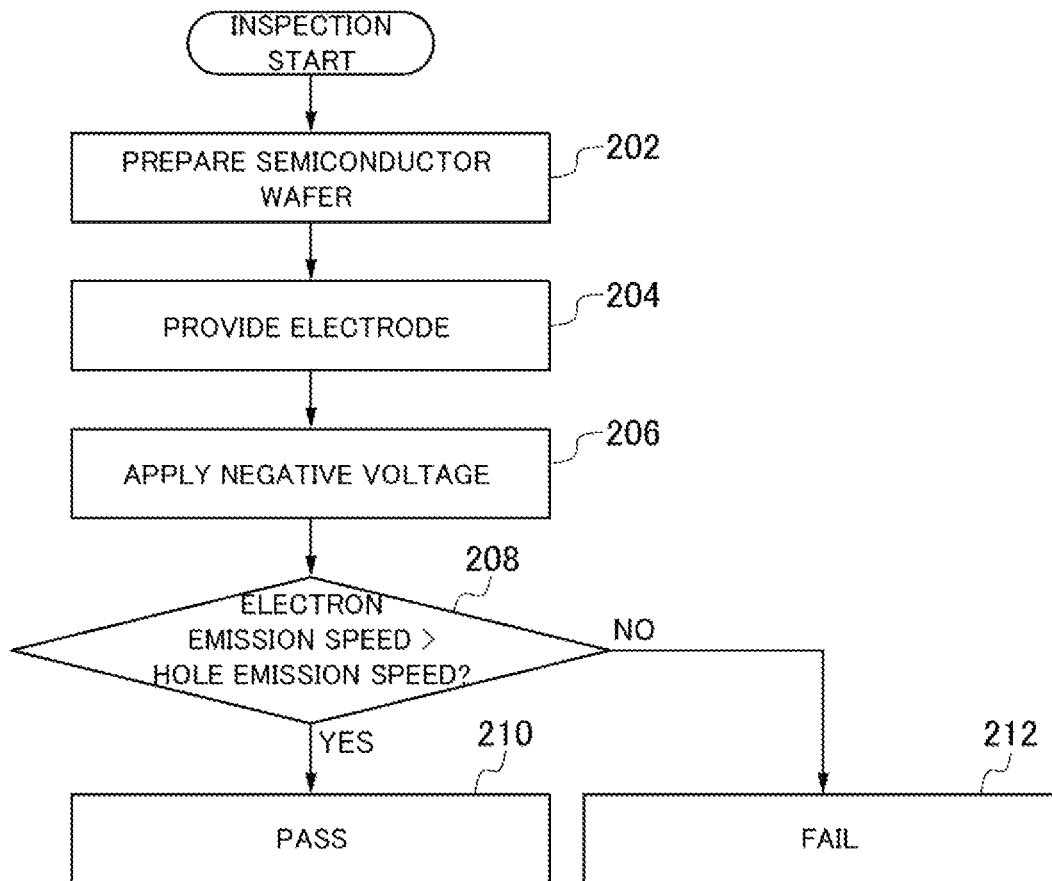 INSPECTION
START
PREPARE SEMICONDUCTOR
WAFER
202
PROVIDE ELECTRODE
204
APPLY NEGATIVE VOLTAGE
206
208
ELECTRON
EMISSION SPEED >
HOLE EMISSION SPEED?
NO
YES
210
212
PASS
FAIL